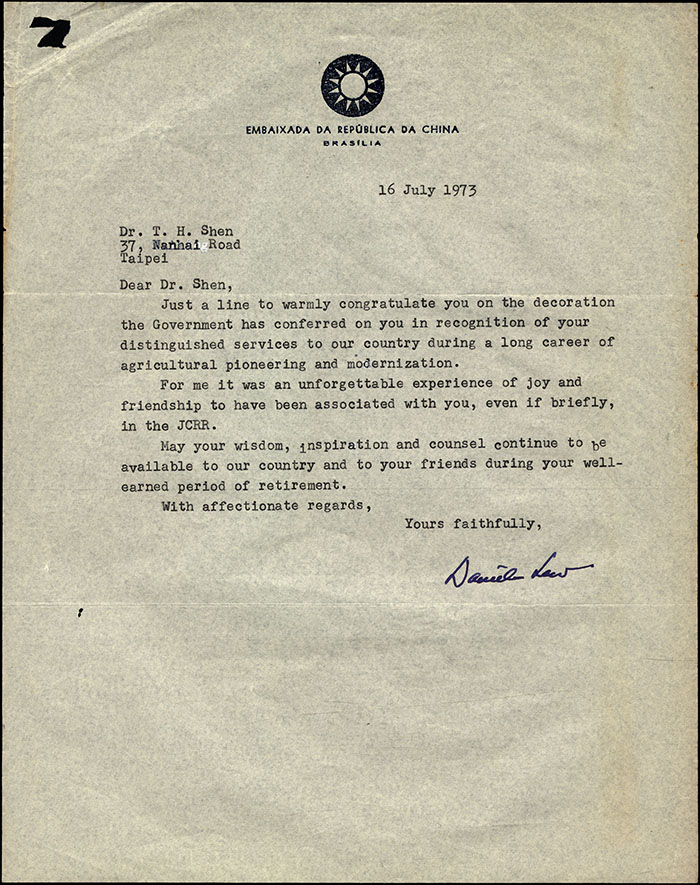 7
EMBAIXADA DA REPÚBLICA DA CHINA
BRASÍLIA
16 July 1973
Dr. T. H. Shen
37, Nanhai Road
Taipei
Dear Dr. Shen,
Just a line to warmly congratulate you on the decoration
the Government has conferred on you in recognition of your
distinguished services to our country during a long career of
agricultural pioneering and modernization.
For me it was an unforgettable experience of joy and
friendship to have been associated with you, even if briefly,
in the JCRR.
May your wisdom, inspiration and counsel continue to be
available to our country and to your friends during your well-
earned period of retirement.
With affectionate regards,
Yours faithfully,
Daniel Lew